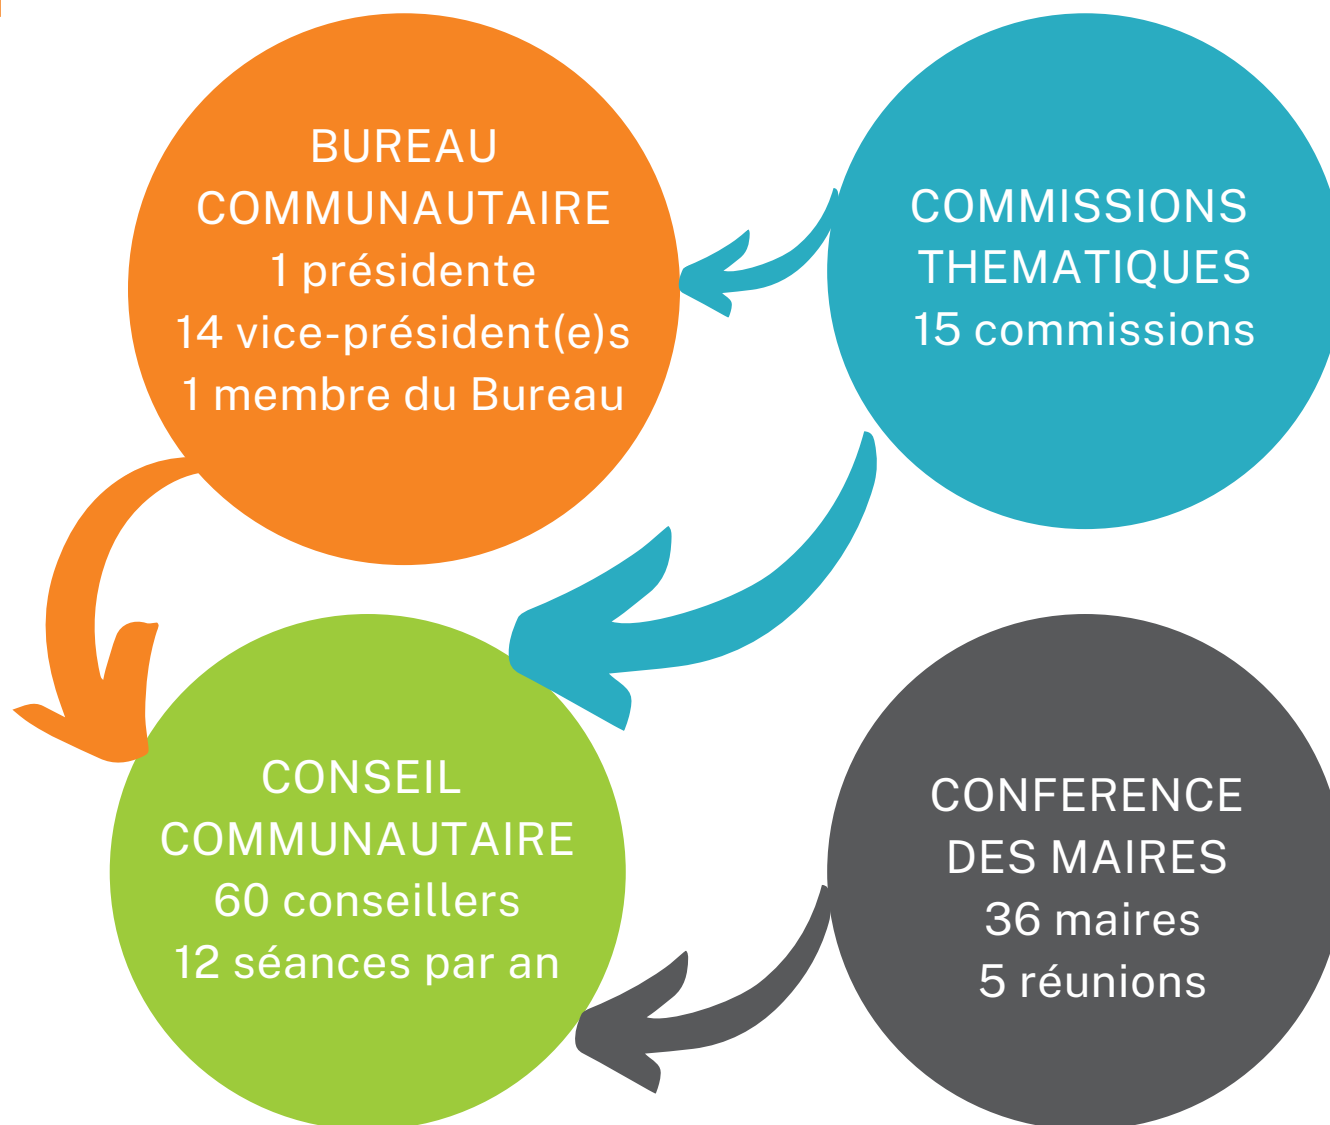 BUREAU
COMMUNAUTAIRE
1 présidente
14 vice-président(e)s
1 membre du Bureau
COMMISSIONS
THEMATIQUES
15 commissions
CONSEIL
COMMUNAUTAIRE
60 conseillers
12 séances par an
CONFERENCE
DES MAIRES
36 maires
5 réunions